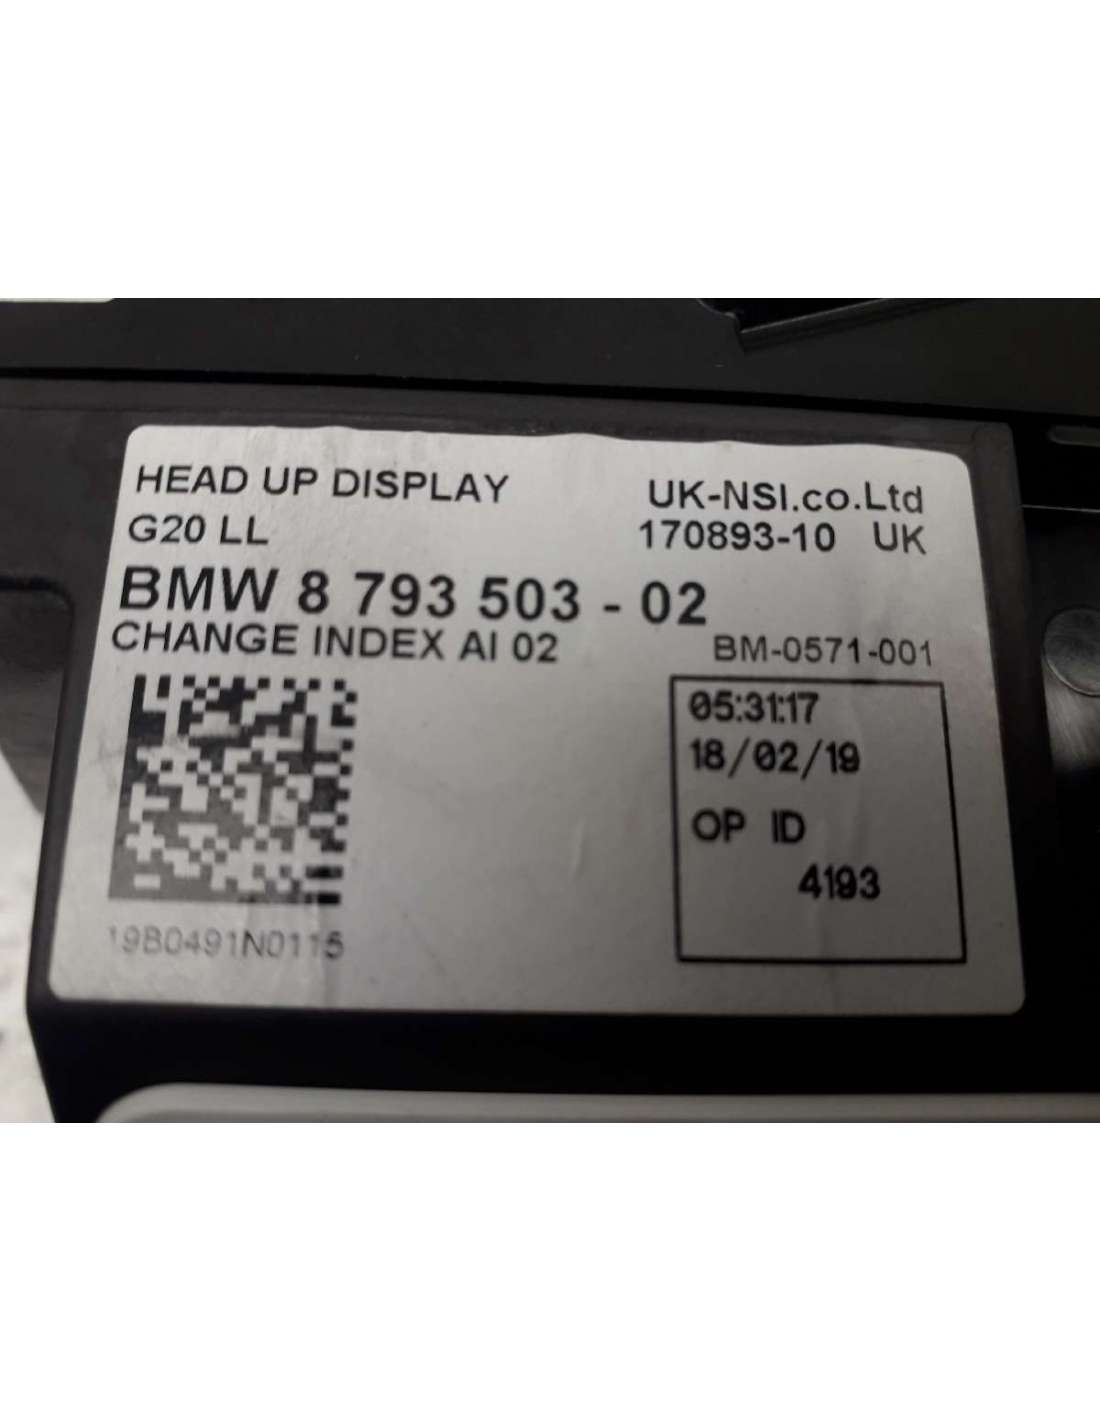 HEAD UP DISPLAY
UK-NSI.co.Ltd
G20 LL
170893-10 UK
BMW 8 793 503 - 02
CHANGE INDEX AI 02
BM-0571-001
05:31:17
18/02/19
OP ID
4193
19B0491N0115